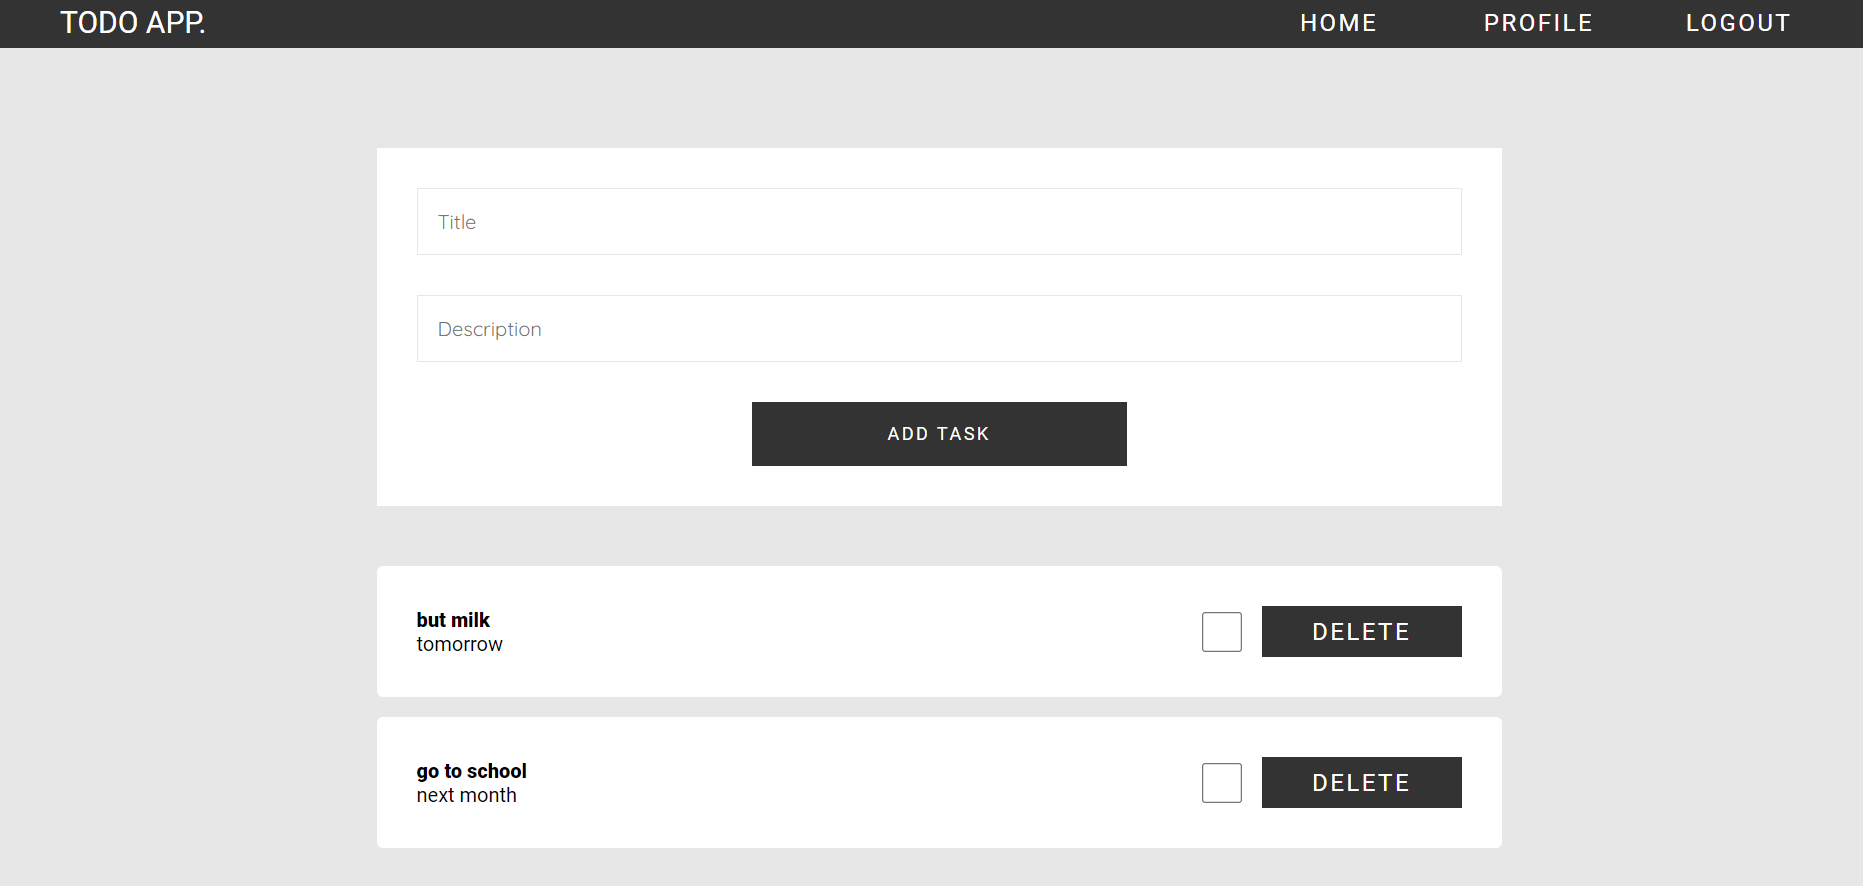 TODO APP. HOME PROFILE LOGOUT
Title
Description
ADD TASK
but milk
tomorrow
DELETE
go to school
next month
DELETE